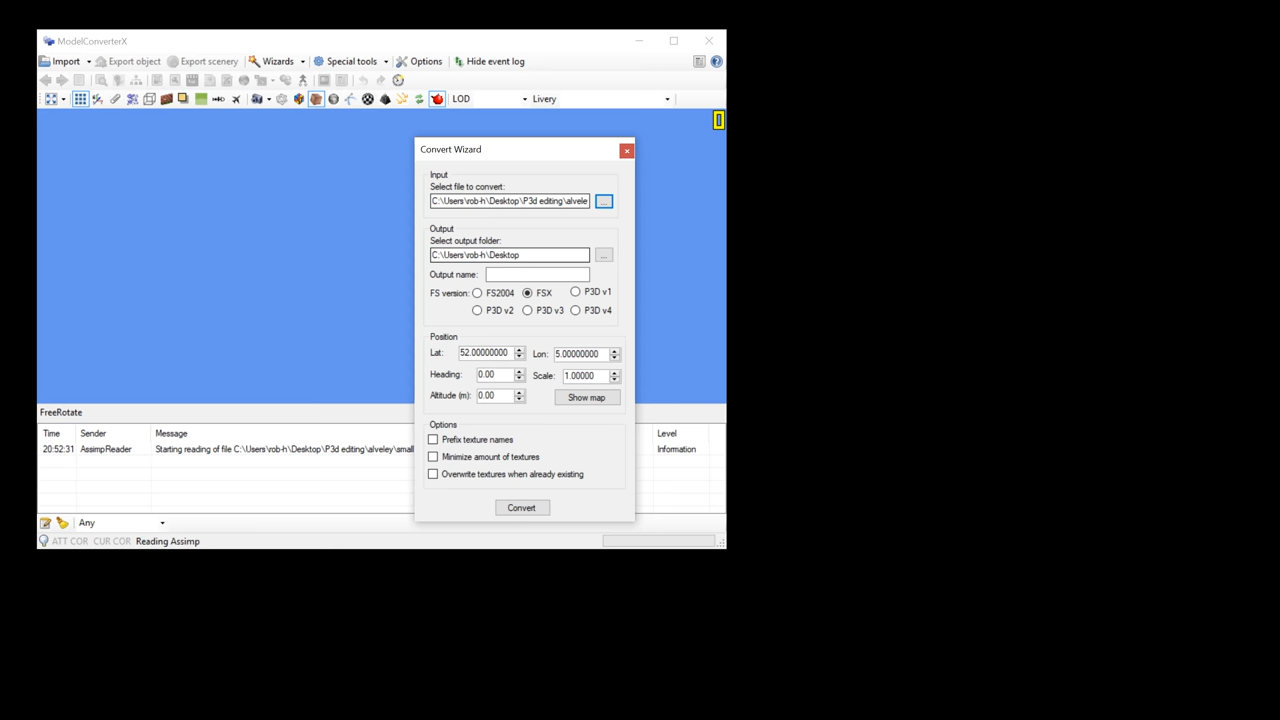 ModelConverterX
Import Export object Export scenery Wizards Special tools Options Hide event log
LOD Livery
Convert Wizard
Input
Select file to convert:
C:\Users\rob-h\Desktop\P3d editing\alvele ...
Output
Select output folder:
C:\Users\rob-h\Desktop ...
Output name:
FS version: FS2004 FSX P3D v1
P3D v2 P3D v3 P3D v4
Position
Lat: 52.00000000 Lon: 5.00000000
Heading: 0.00 Scale: 1.00000
Altitude (m): 0.00 Show map
Options
Prefix texture names
Minimize amount of textures
Overwrite textures when already existing
Convert
FreeRotate
Time Sender Message Level
20:52:31 AssimpReader Starting reading of file C:\Users\rob-h\Desktop\P3d editing\alveley\small Information
Any
ATT COR CUR COR Reading Assimp